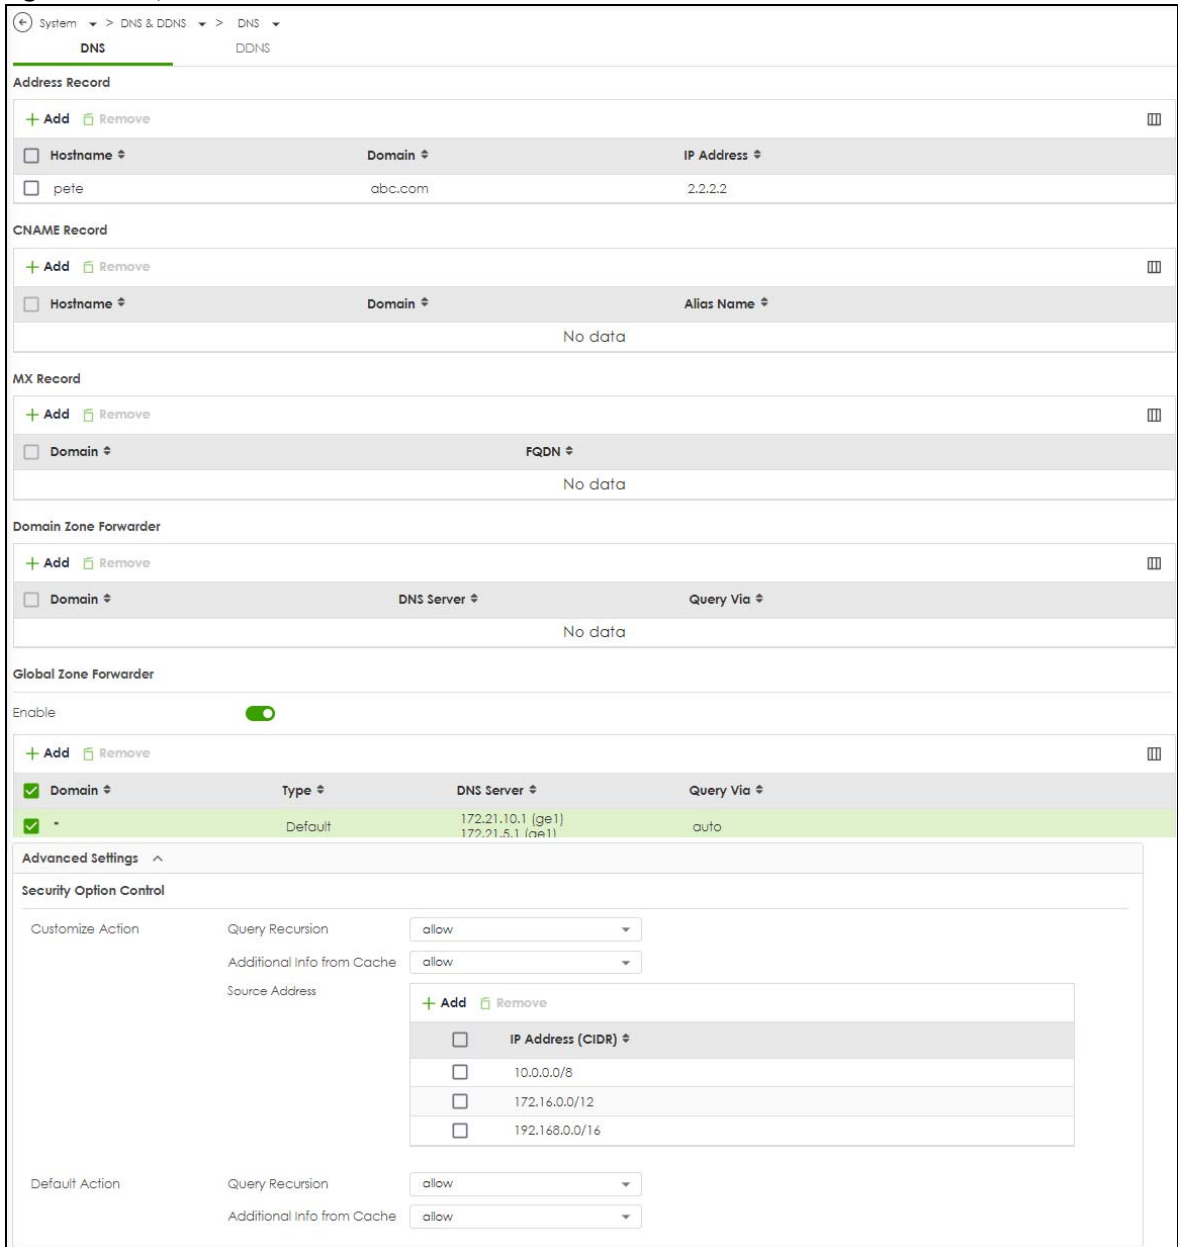 System > DNS & DDNS > DNS
DNS DDNS
Address Record
+ Add Remove
Hostname Domain IP Address
pete abc.com 2.2.2.2
CNAME Record
+ Add Remove
Hostname Domain Alias Name
No data
MX Record
+ Add Remove
Domain FQDN
No data
Domain Zone Forwarder
+ Add Remove
Domain DNS Server Query Via
No data
Global Zone Forwarder
Enable
+ Add Remove
Domain Type DNS Server Query Via
* Default 172.21.10.1 (ge1) auto
172.21.5.1 (ge1)
Advanced Settings
Security Option Control
Customize Action Query Recursion allow
Additional Info from Cache allow
Source Address
+ Add Remove
IP Address (CIDR)
10.0.0.0/8
172.16.0.0/12
192.168.0.0/16
Default Action Query Recursion allow
Additional Info from Cache allow